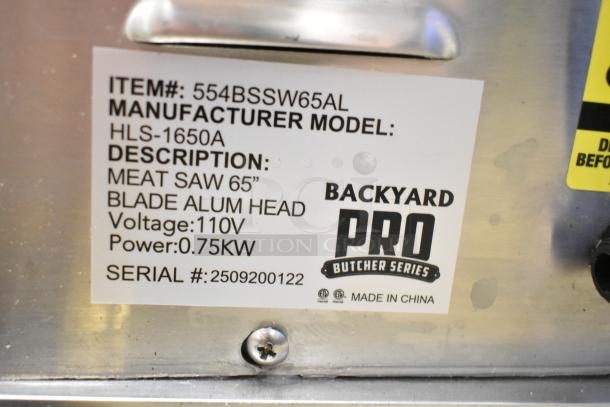 ITEM#: 554BSSW65AL
MANUFACTURER MODEL:
HLS-1650A
DESCRIPTION:
MEAT SAW 65"
BLADE ALUM HEAD
Voltage:110V
Power:0.75KW
SERIAL #:2509200122
BACKYARD
PRO
BUTCHER SERIES
MADE IN CHINA